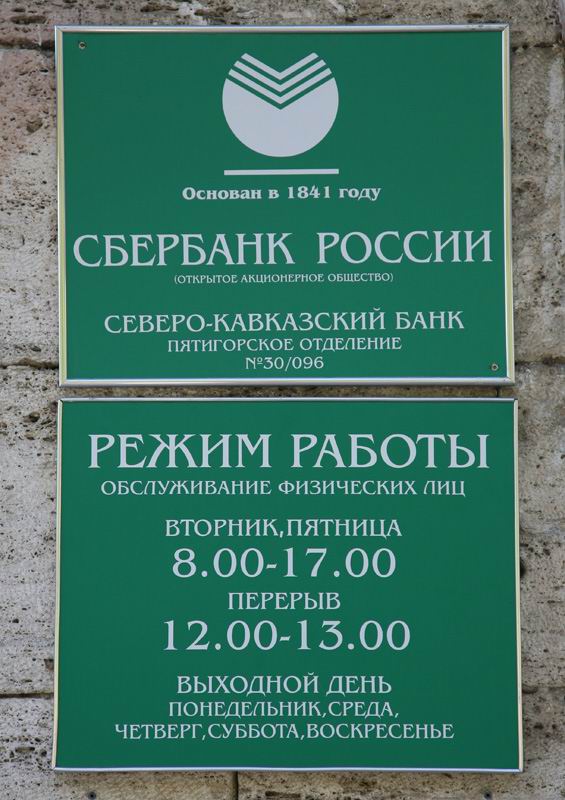 Основан в 1841 году
СБЕРБАНК РОССИИ
(ОТКРЫТОЕ АКЦИОНЕРНОЕ ОБЩЕСТВО)
СЕВЕРО-КАВКАЗСКИЙ БАНК
ПЯТИГОРСКОЕ ОТДЕЛЕНИЕ
№30/096
РЕЖИМ РАБОТЫ
ОБСЛУЖИВАНИЕ ФИЗИЧЕСКИХ ЛИЦ
ВТОРНИК,ПЯТНИЦА
8.00-17.00
ПЕРЕРЫВ
12.00-13.00
ВЫХОДНОЙ ДЕНЬ
ПОНЕДЕЛЬНИК,СРЕДА,
ЧЕТВЕРГ,СУББОТА,ВОСКРЕСЕНЬЕ